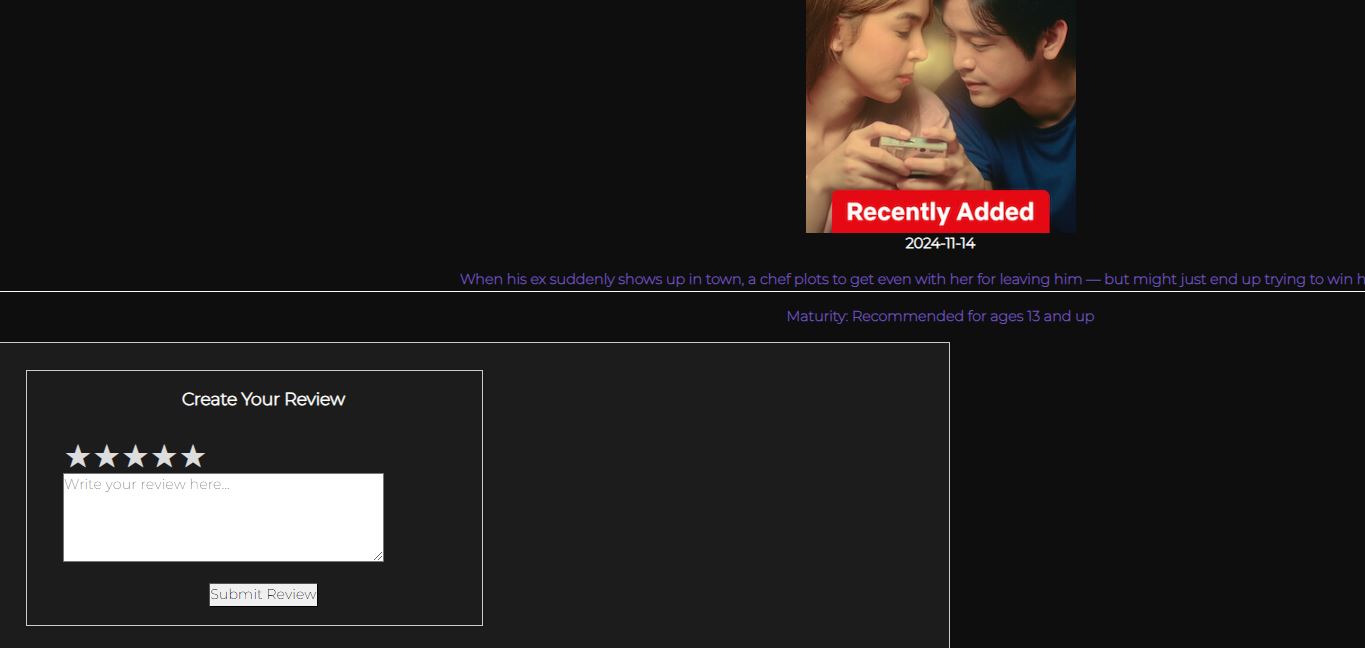 Recently Added
2024-11-14
When his ex suddenly shows up in town, a chef plots to get even with her for leaving him — but might just end up trying to win
Maturity: Recommended for ages 13 and up
Create Your Review
★★★★★
Write your review here...
Submit Review